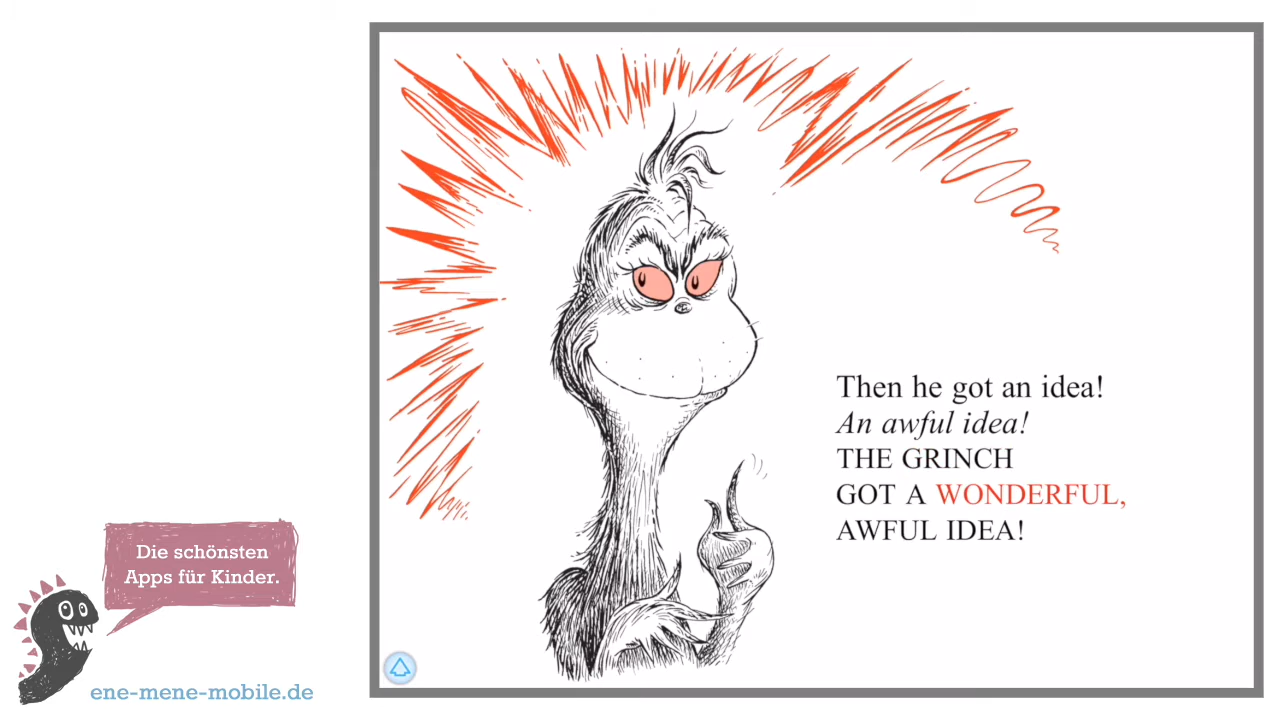 Then he got an idea!
An awful idea!
THE GRINCH
GOT A WONDERFUL,
AWFUL IDEA!
Die schönsten
Apps für Kinder.
ene-mene-mobile.de